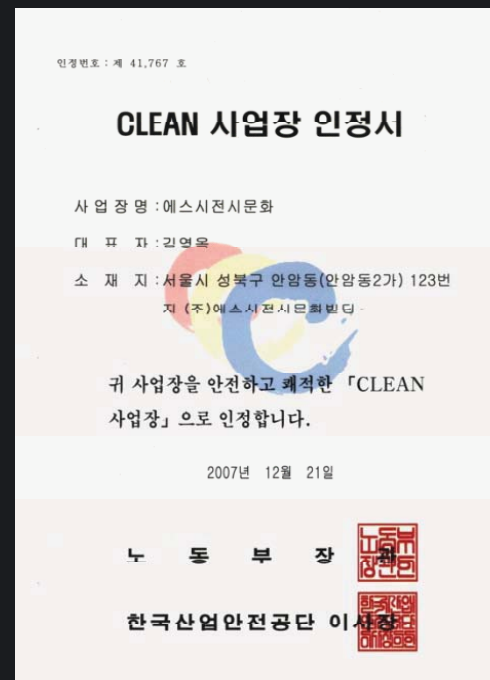 인정번호 : 제 41,767 호
CLEAN 사업장 인정서
사 업 장 명 : 에스시전시문화
대 표 자 : 김영옥
소 재 지 : 서울시 성북구 안암동(안암동2가) 123번
지 (주)에스시전시문화빌딩
귀 사업장을 안전하고 쾌적한 「CLEAN
사업장」으로 인정합니다.
2007년 12월 21일
노 동 부 장 관
한국산업안전공단 이사장